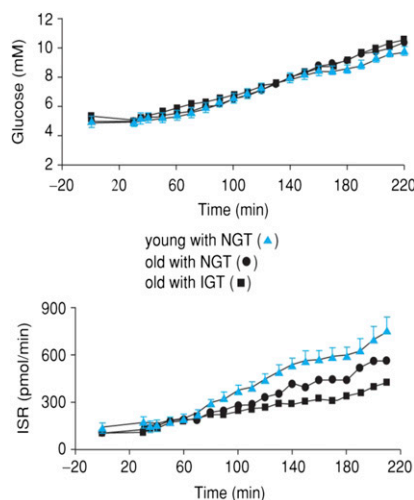 12
10
8
6
4
2
Glucose (mM)
−20 20 60 100 140 180 220
Time (min)
young with NGT (▲)
old with NGT (●)
old with IGT (■)
900
600
300
0
ISR (pmol/min)
−20 20 60 100 140 180 220
Time (min)